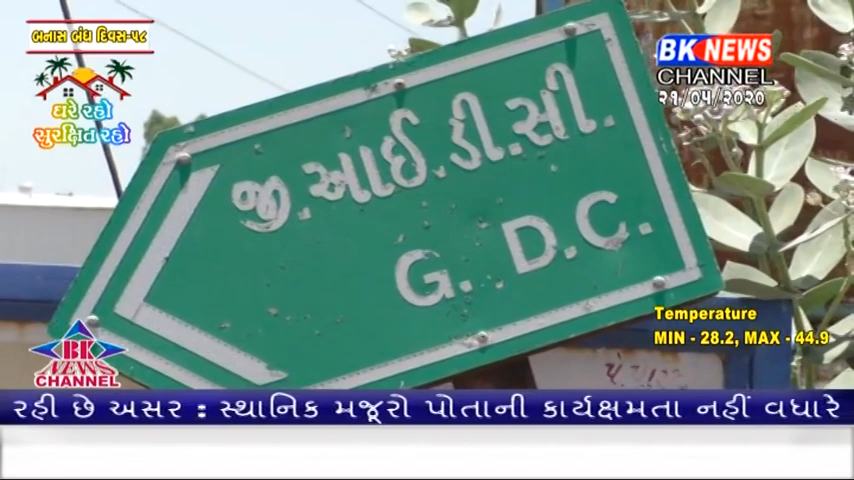 બનાસ બંધ દિવસ-૫૮
ઘરે રહો
સુરક્ષિત રહો
BK NEWS
CHANNEL
૨૧/૦૫/૨૦૨૦
જી.આઈ.ડી.સી.
G. D.C.
Temperature
MIN - 28.2, MAX - 44.9
BK
NEWS
CHANNEL
રહી છે અસર : સ્થાનિક મજૂરો પોતાની કાર્યક્ષમતા નહીં વધારે